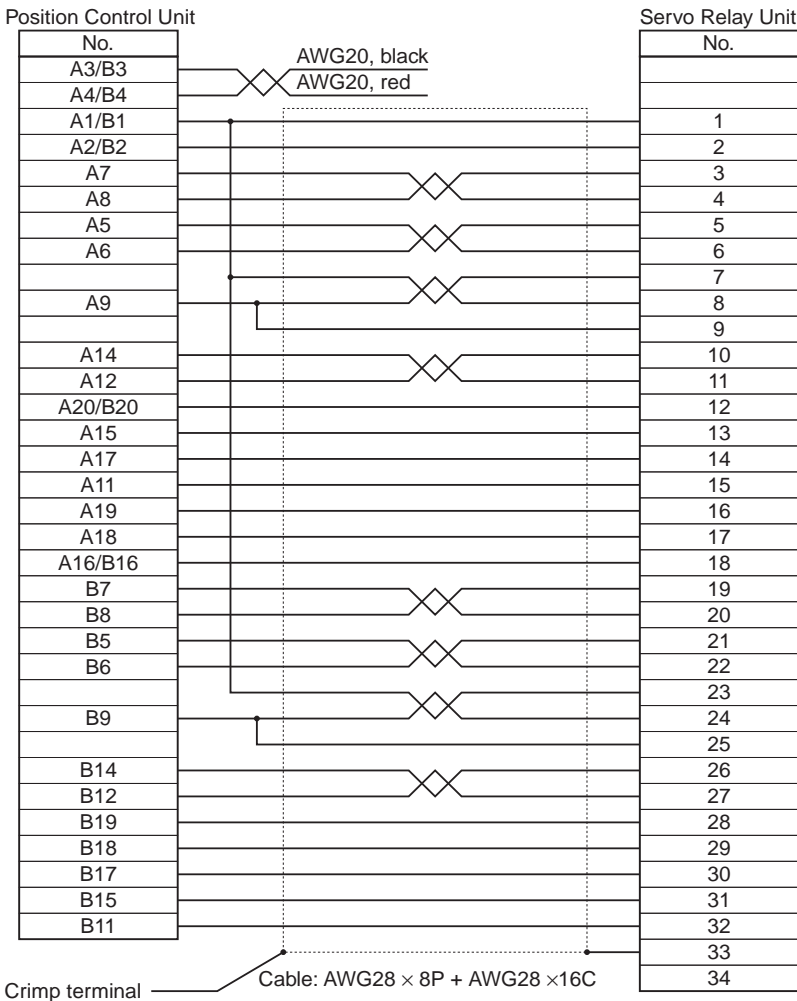 Position Control Unit Servo Relay Unit
No. No.
A3/B3 AWG20, black
A4/B4 AWG20, red
A1/B1 1
A2/B2 2
A7 3
A8 4
A5 5
A6 6
7
A9 8
9
A14 10
A12 11
A20/B20 12
A15 13
A17 14
A11 15
A19 16
A18 17
A16/B16 18
B7 19
B8 20
B5 21
B6 22
23
B9 24
25
B14 26
B12 27
B19 28
B18 29
B17 30
B15 31
B11 32
33
Crimp terminal Cable: AWG28 × 8P + AWG28 ×16C 34